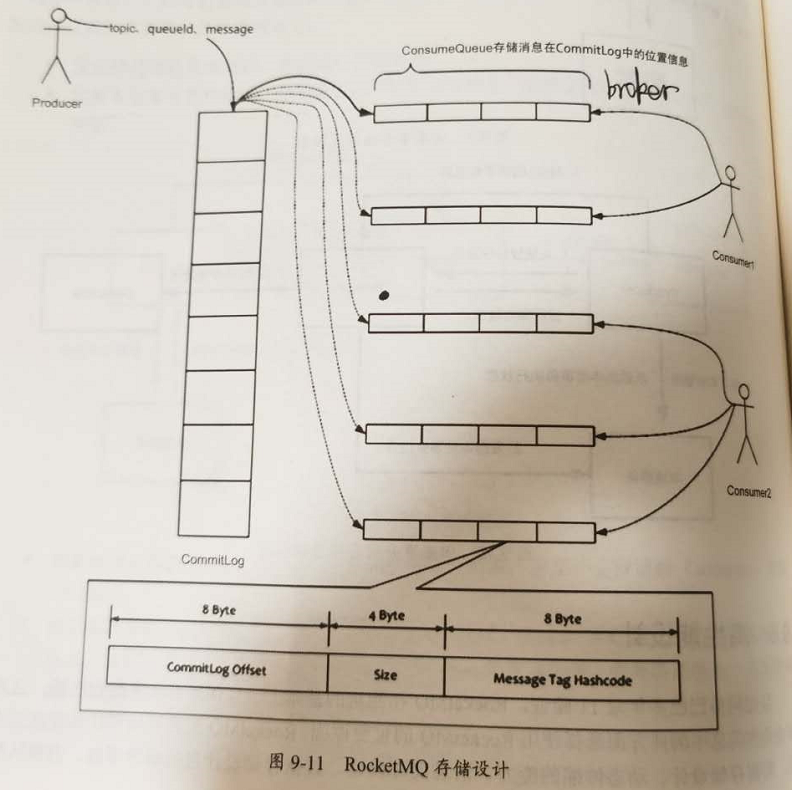 topic、queueId、message
Producer
ConsumeQueue存储消息在CommitLog中的位置信息
broker
Consumer1
Consumer2
CommitLog
8 Byte
4 Byte
8 Byte
CommitLog Offset
Size
Message Tag Hashcode
图 9-11 RocketMQ 存储设计